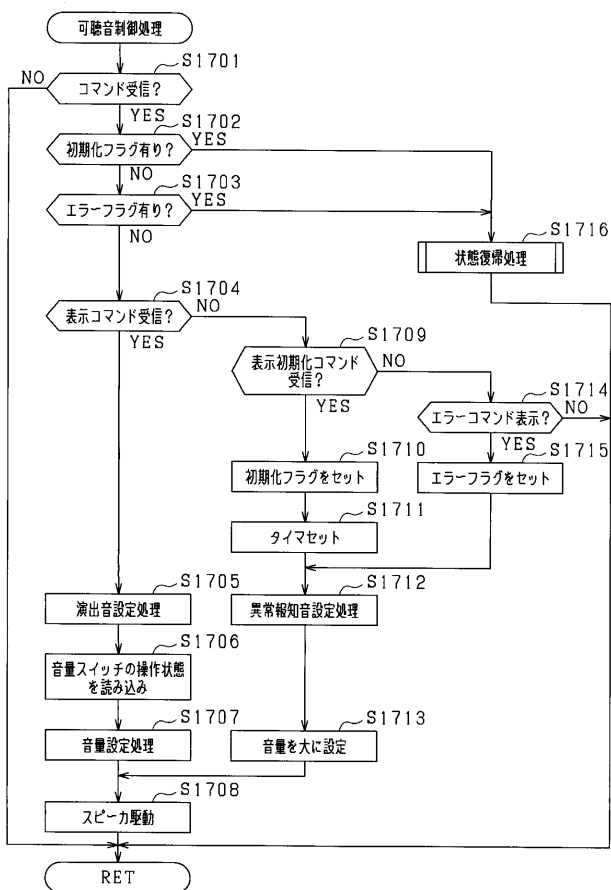 可聴音制御処理
S1701
NO
コマンド受信?
YES
S1702
YES
初期化フラグ有り?
NO
S1703
YES
エラーフラグ有り?
NO
S1716
状態復帰処理
S1704
NO
表示コマンド受信?
YES
S1709
NO
表示初期化コマンド
受信?
YES
S1714
NO
エラーコマンド表示?
YES
S1710
初期化フラグをセット
S1715
エラーフラグをセット
S1711
タイマセット
S1705
演出音設定処理
S1712
異常報知音設定処理
S1706
音量スイッチの操作状態
を読み込み
S1707
音量設定処理
S1713
音量を大に設定
S1708
スピーカ駆動
RET